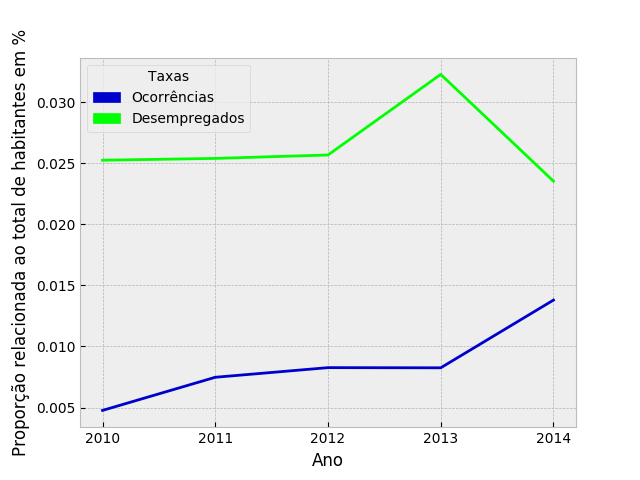 Proporção relacionada ao total de habitantes em %
Taxas
Ocorrências
Desempregados
0.030
0.025
0.020
0.015
0.010
0.005
2010 2011 2012 2013 2014
Ano